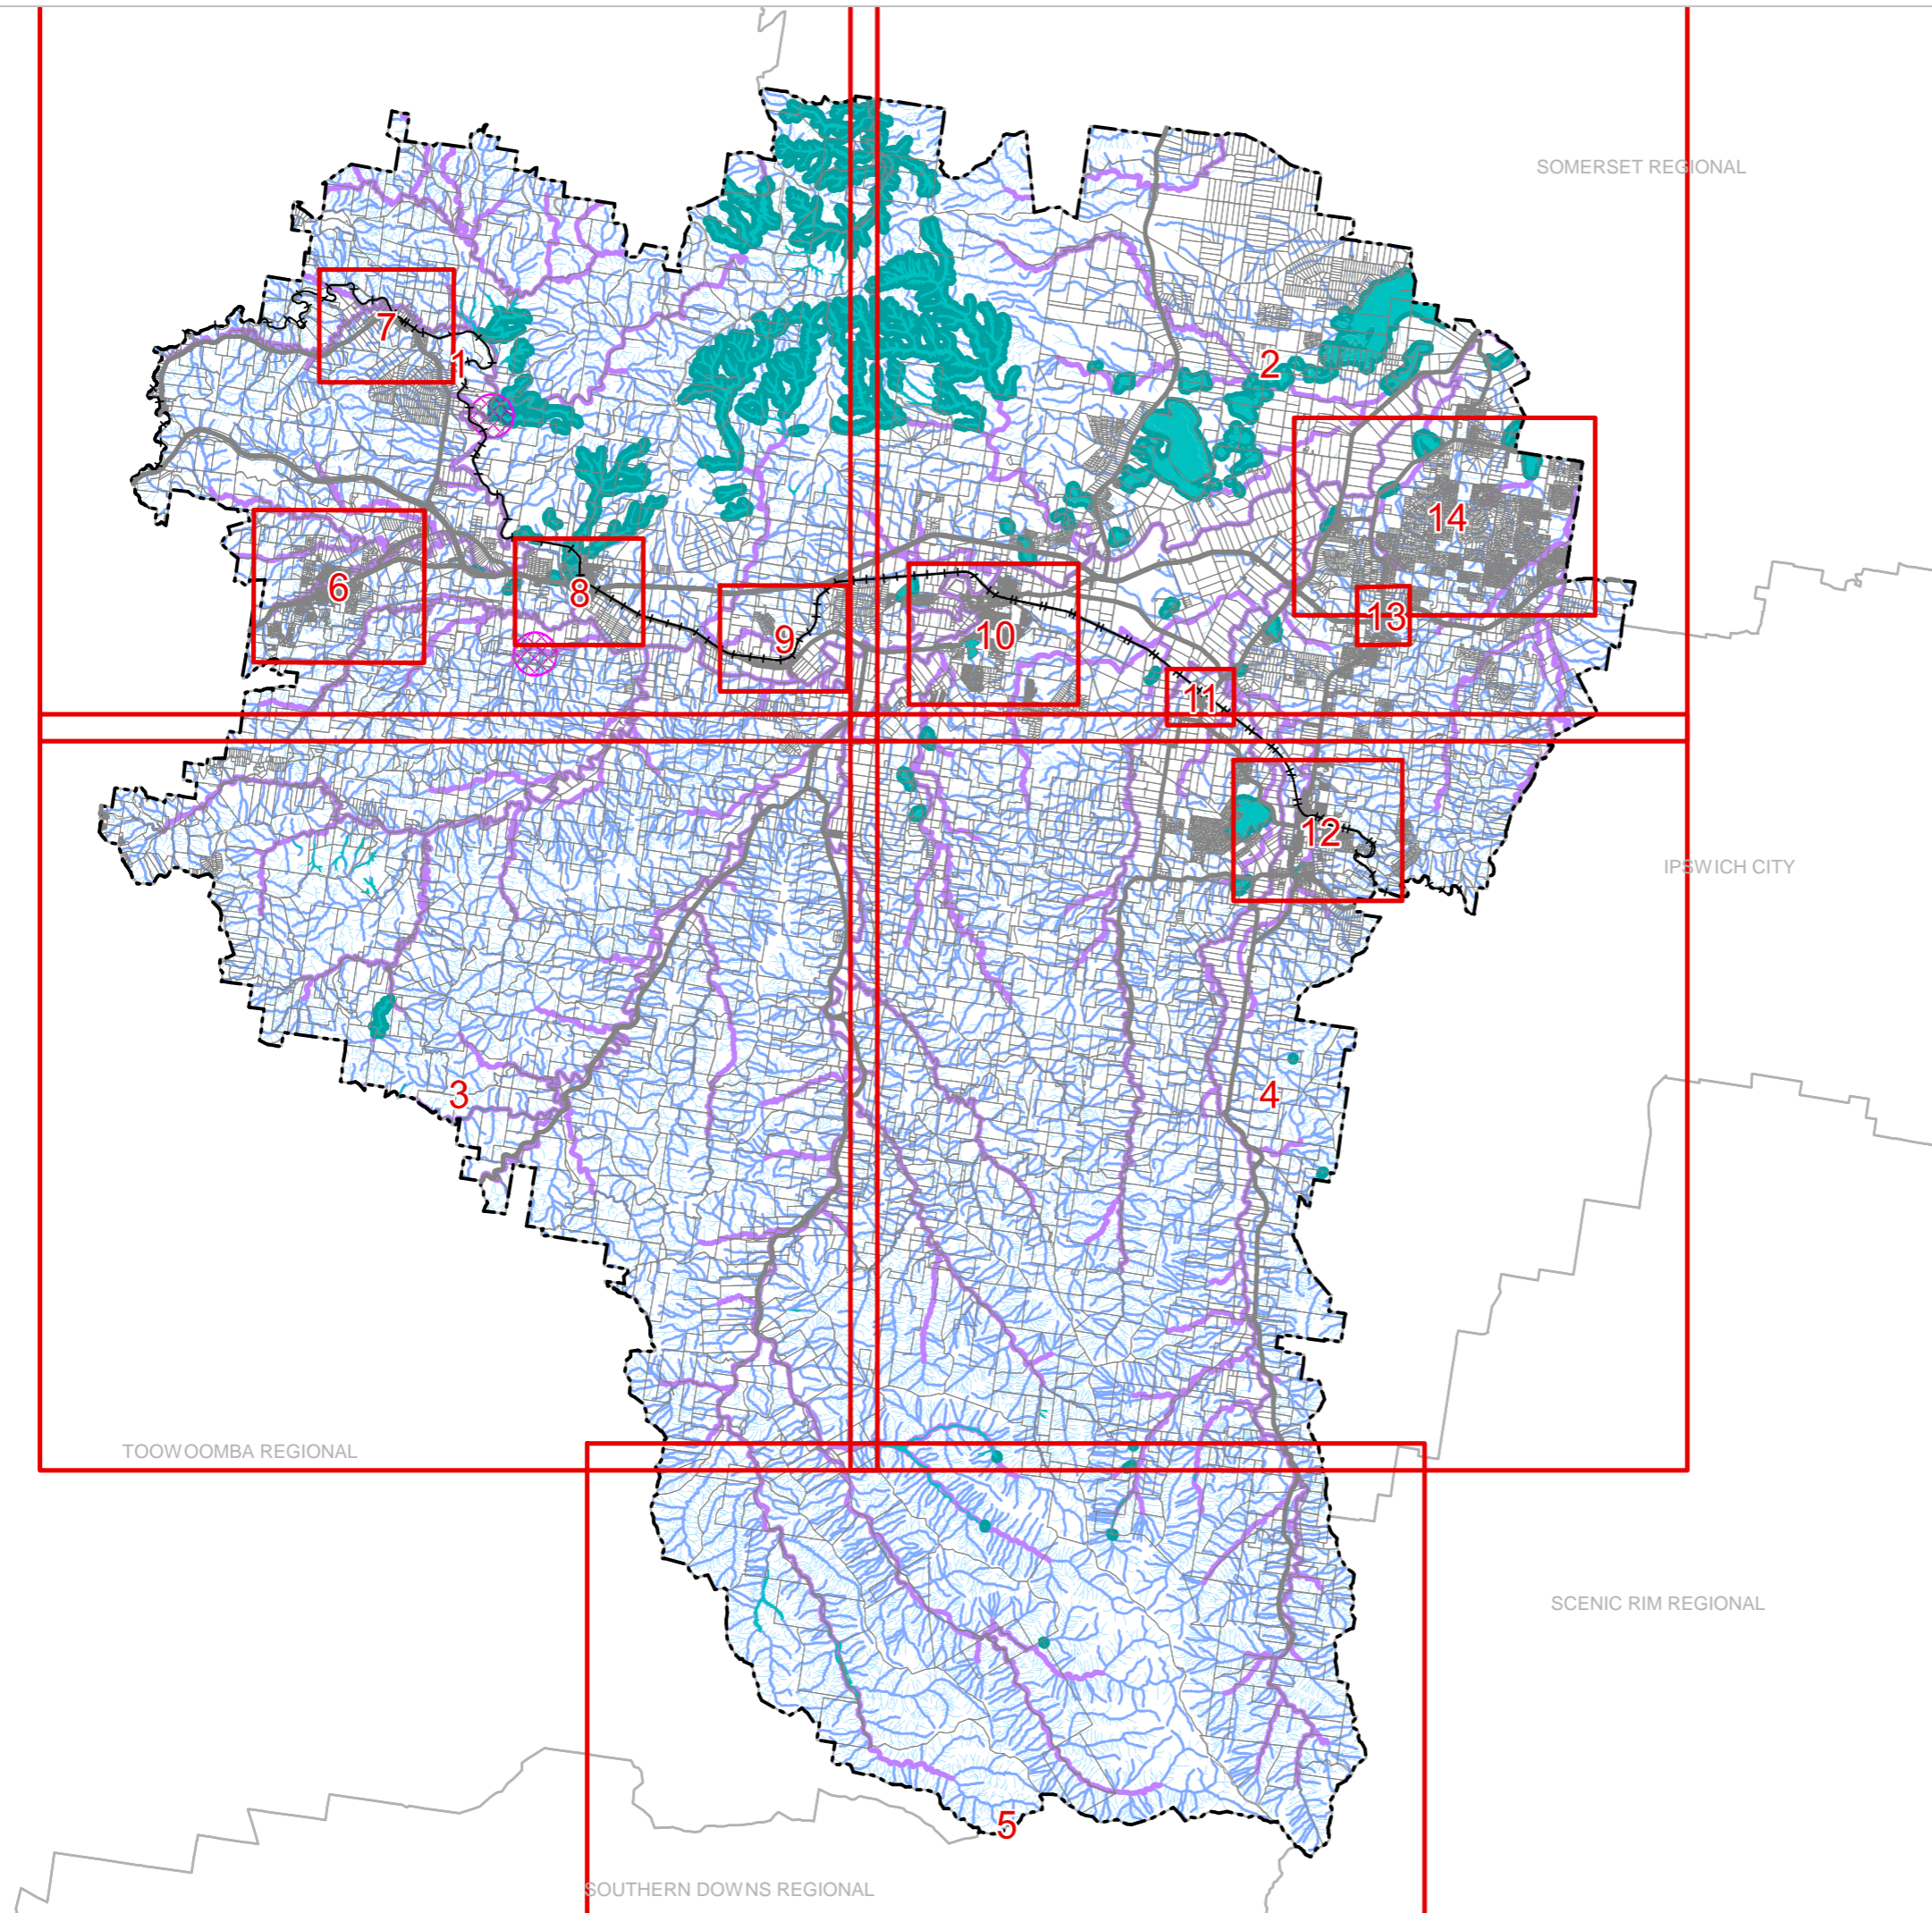 SOMERSET REGIONAL
7
1
2
14
6
8
13
9
10
11
12
IPSWICH CITY
3
4
TOOWOOMBA REGIONAL
SCENIC RIM REGIONAL
5
SOUTHERN DOWNS REGIONAL